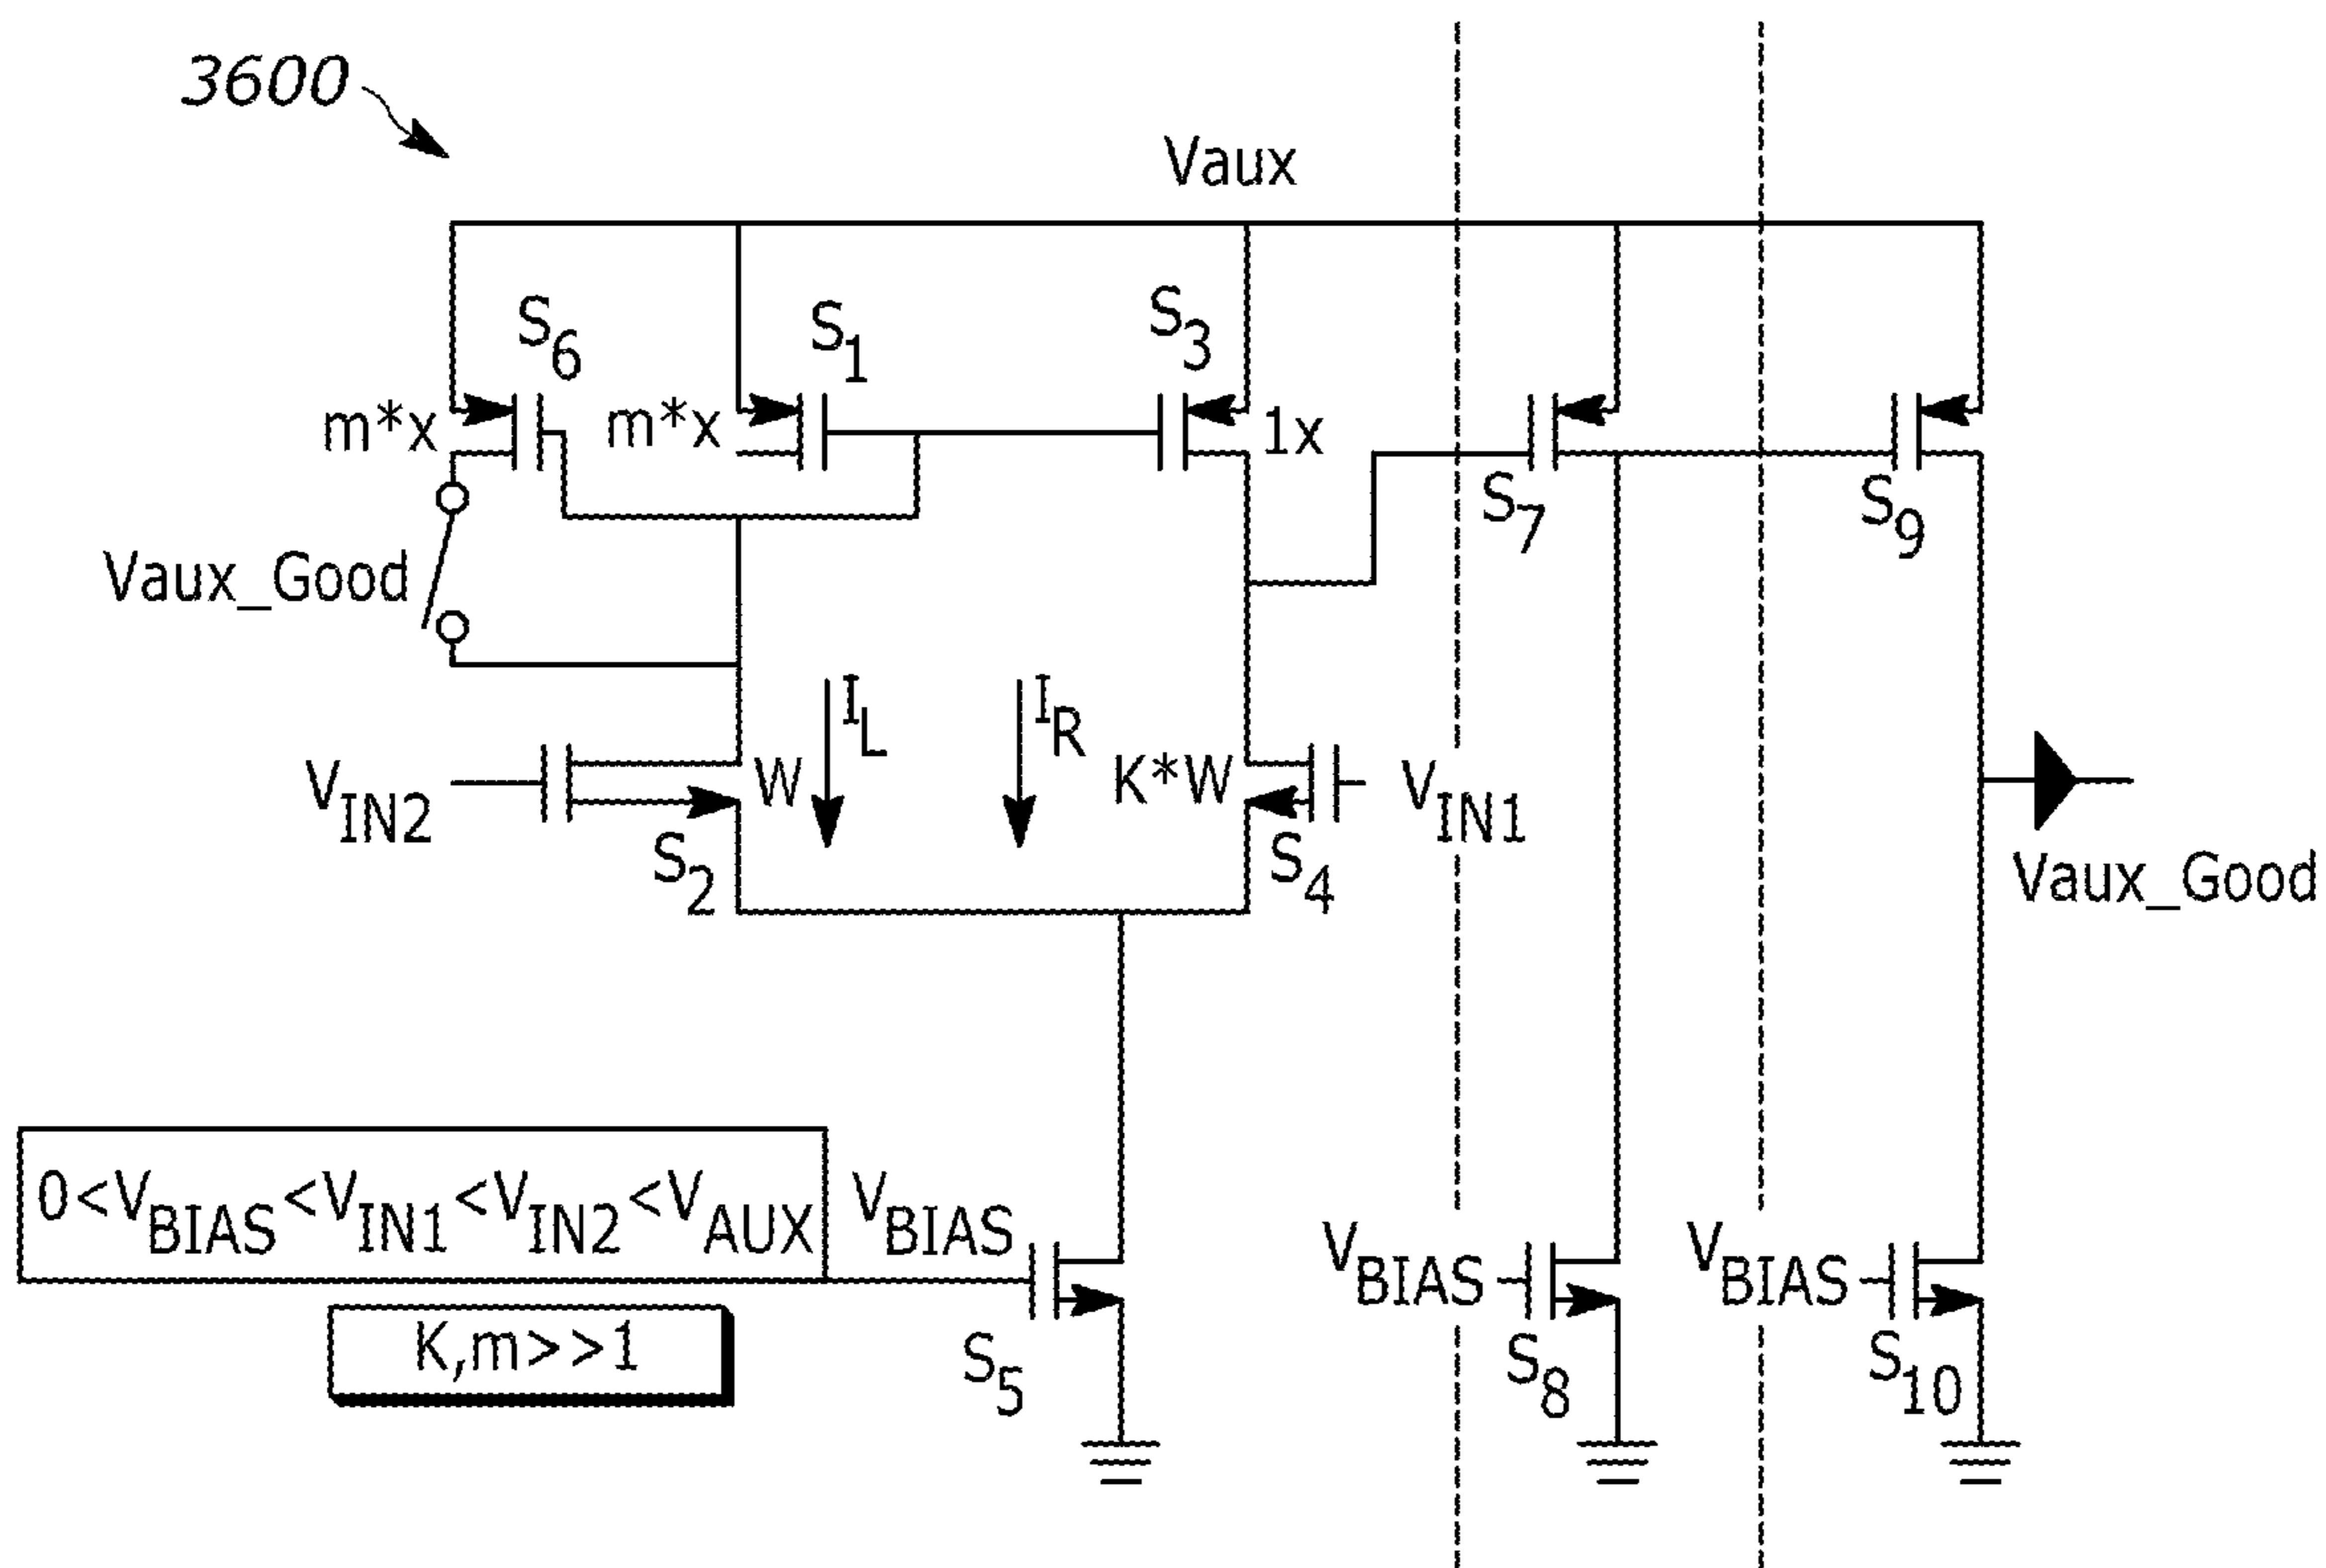 3600
Vaux
S6
S1
S3
m*x
m*x
1x
S7
S9
Vaux_Good
IL
IR
VIN2
W
K*W
VIN1
S2
S4
Vaux_Good
0<VBIAS<VIN1<VIN2<VAUX
VBIAS
VBIAS
VBIAS
K,m>>1
S5
S8
S10